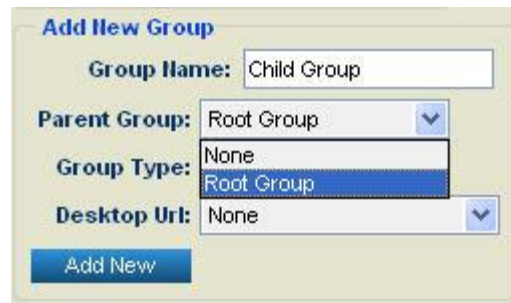 Add New Group
Group Name: Child Group
Parent Group: Root Group
None
Group Type:
Root Group
Desktop Url: None
Add New